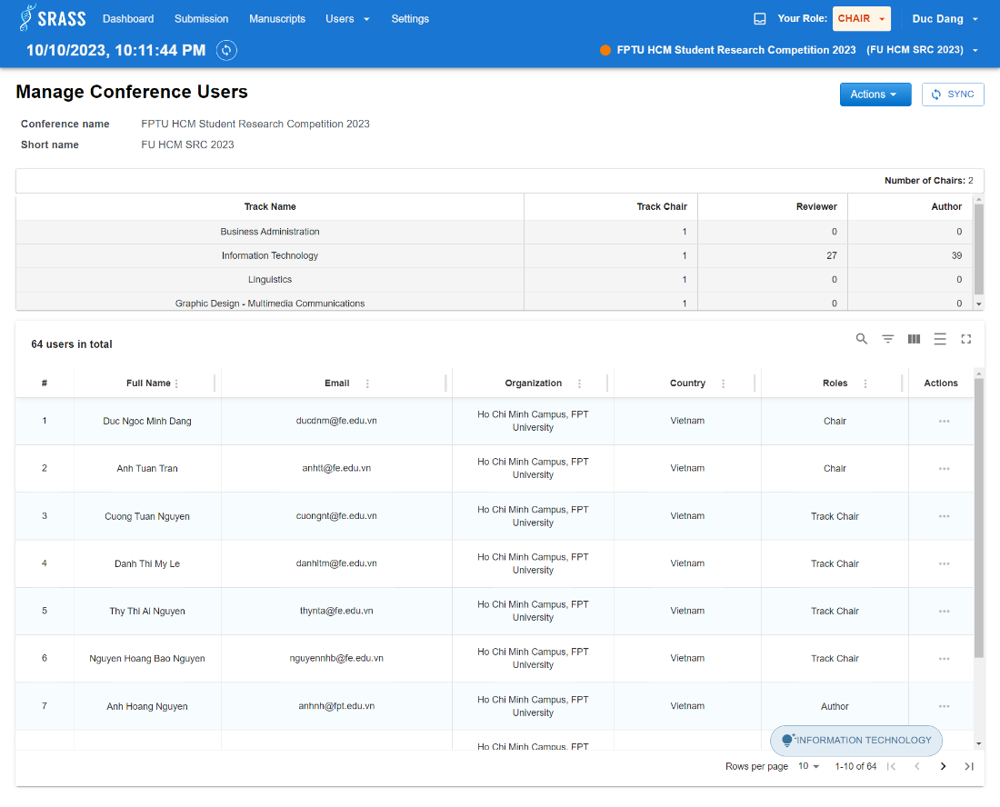 SRASS Dashboard Submission Manuscripts Users Settings Your Role: CHAIR Duc Dang
10/10/2023, 10:11:44 PM FPTU HCM Student Research Competition 2023 (FU HCM SRC 2023)
Manage Conference Users Actions SYNC
Conference name FPTU HCM Student Research Competition 2023
Short name FU HCM SRC 2023
Number of Chairs: 2
Track Name Track Chair Reviewer Author
Business Administration 1 0 0
Information Technology 1 27 39
Linguistics 1 0 0
Graphic Design - Multimedia Communications 1 0 0
64 users in total
# Full Name Email Organization Country Roles Actions
1 Duc Ngoc Minh Dang ducdnm@fe.edu.vn Ho Chi Minh Campus, FPT University Vietnam Chair
2 Anh Tuan Tran anhtt@fe.edu.vn Ho Chi Minh Campus, FPT University Vietnam Chair
3 Cuong Tuan Nguyen cuongnt@fe.edu.vn Ho Chi Minh Campus, FPT University Vietnam Track Chair
4 Danh Thi My Le danhltm@fe.edu.vn Ho Chi Minh Campus, FPT University Vietnam Track Chair
5 Thy Thi Ai Nguyen thynta@fe.edu.vn Ho Chi Minh Campus, FPT University Vietnam Track Chair
6 Nguyen Hoang Bao Nguyen nguyennhb@fe.edu.vn Ho Chi Minh Campus, FPT University Vietnam Track Chair
7 Anh Hoang Nguyen anhnh@fpt.edu.vn Ho Chi Minh Campus, FPT University Vietnam Author
Ho Chi Minh Campus, FPT
INFORMATION TECHNOLOGY
Rows per page 10 1-10 of 64